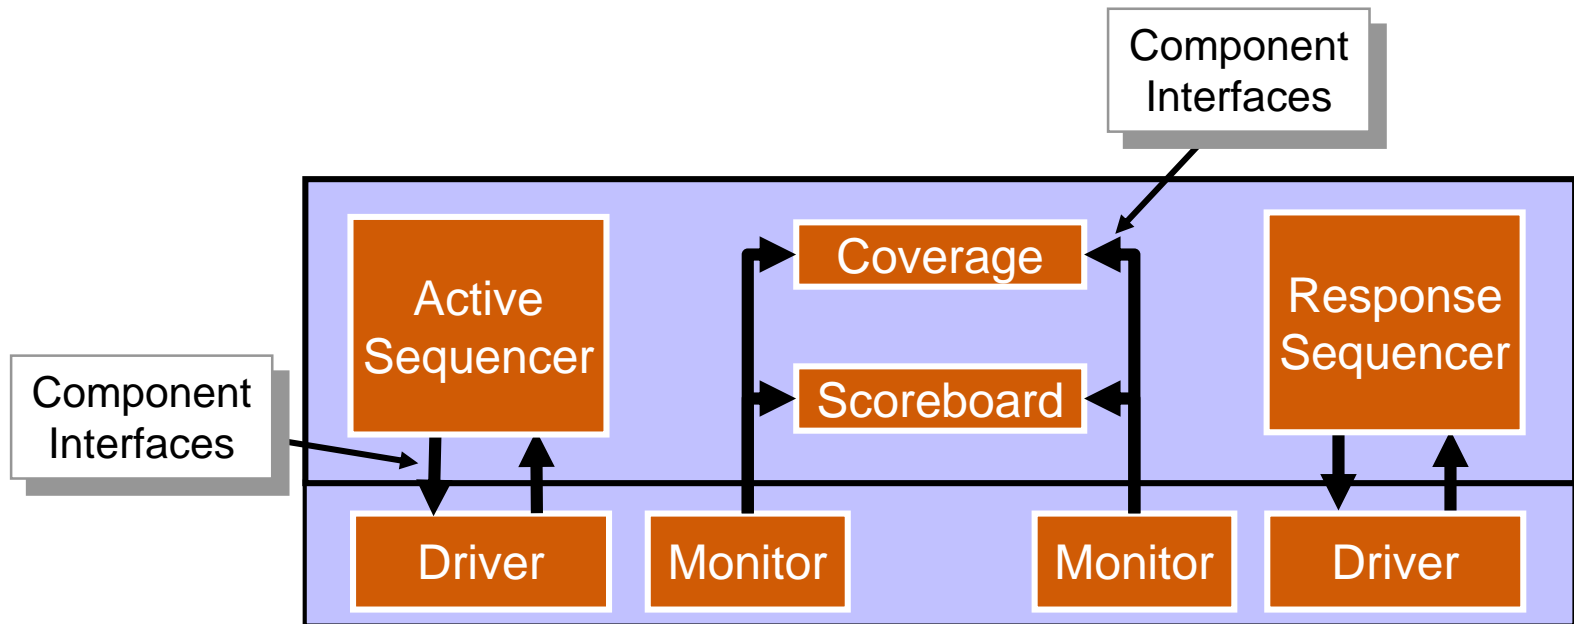 Component
Interfaces
Coverage
Active
Sequencer
Response
Sequencer
Component
Interfaces
Scoreboard
Driver
Monitor
Monitor
Driver